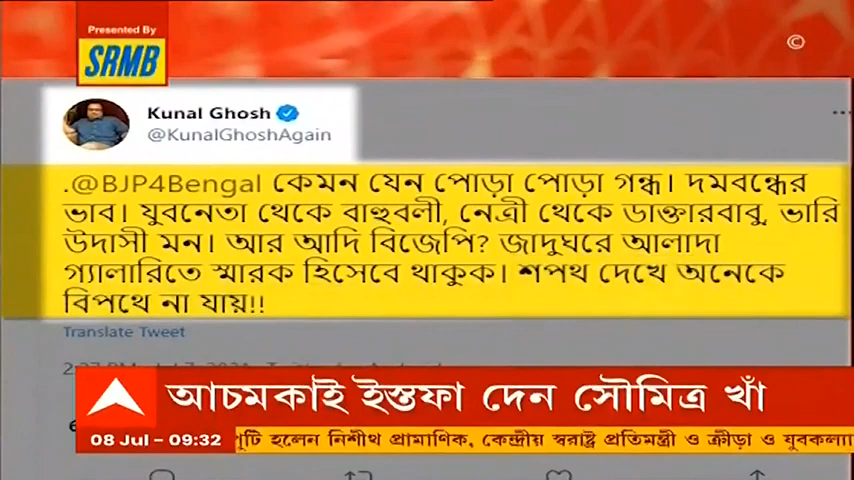 Presented By
SRMB
©
Kunal Ghosh
@KunalGhoshAgain
.@BJP4Bengal কেমন যেন পোড়া পোড়া গন্ধ। দমবন্ধের
ভাব। যুবনেতা থেকে বাহুবলী, নেত্রী থেকে ডাক্তারবাবু, ভারি
উদাসী মন। আর আদি বিজেপি? জাদুঘরে আলাদা
গ্যালারিতে স্মারক হিসেবে থাকুক। শপথ দেখে অনেকে
বিপথে না যায়!!
Translate Tweet
আচমকাই ইস্তফা দেন সৌমিত্র খাঁ
08 Jul - 09:32
পুটি হলেন নিশীথ প্রামাণিক, কেন্দ্রীয় স্বরাষ্ট্র প্রতিমন্ত্রী ও ক্রীড়া ও যুবকল্যা